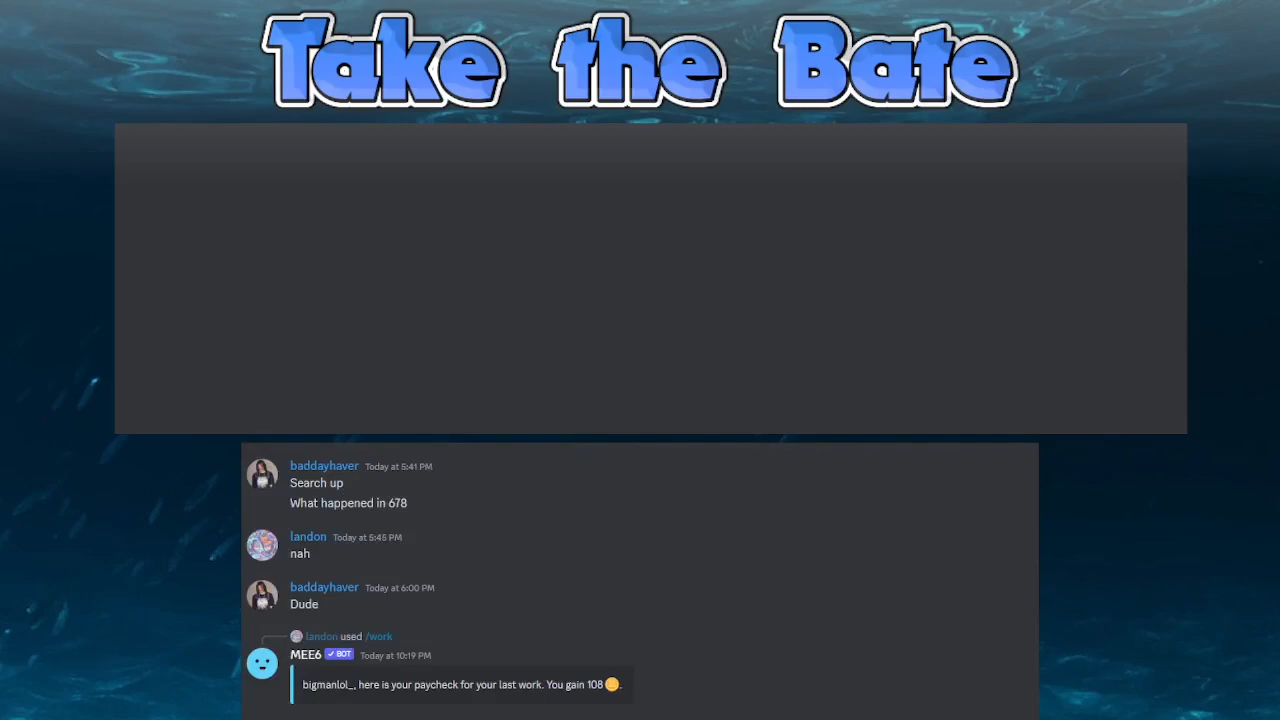 Take the Bate
baddayhaver Today at 5:41 PM
Search up
What happened in 678
landon Today at 5:45 PM
nah
baddayhaver Today at 6:00 PM
Dude
landon used /work
MEE6 ✓ BOT Today at 10:19 PM
bigmanlol_, here is your paycheck for your last work. You gain 108 🪙.